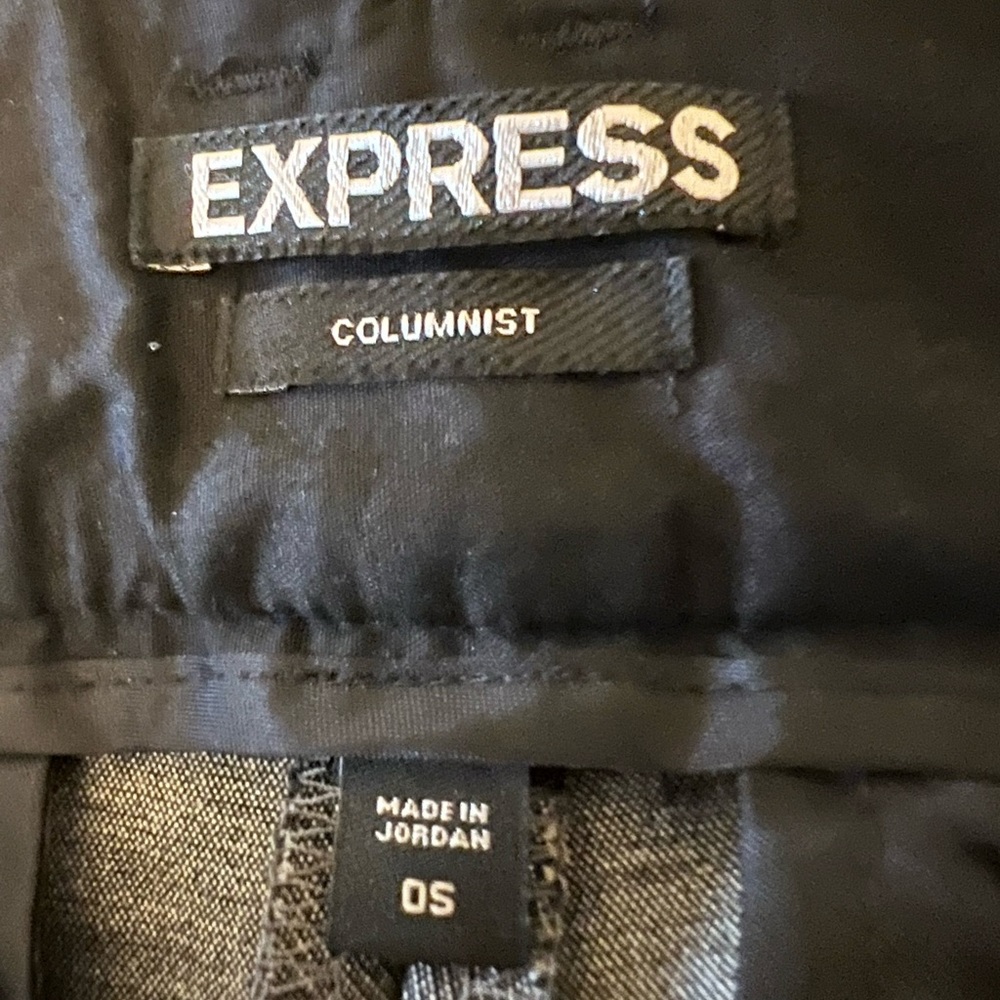 EXPRESS
COLUMNIST
MADE IN
JORDAN
0S